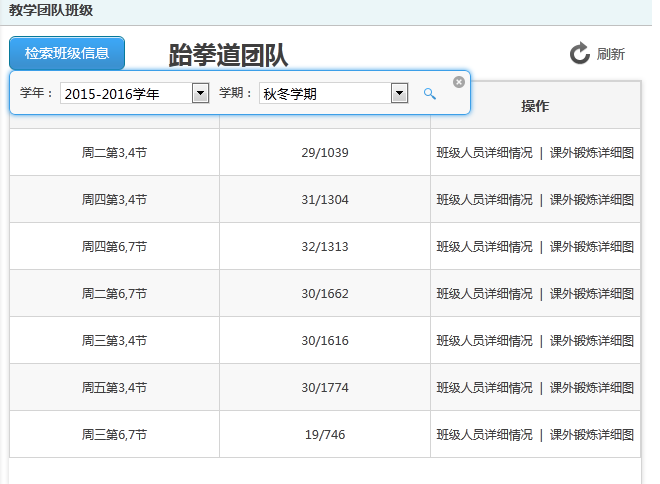 教学团队班级
检索班级信息 跆拳道团队 刷新
学年： 2015-2016学年 学期： 秋冬学期
操作
周二第3,4节 29/1039 班级人员详细情况 | 课外锻炼详细图
周四第3,4节 31/1304 班级人员详细情况 | 课外锻炼详细图
周四第6,7节 32/1313 班级人员详细情况 | 课外锻炼详细图
周二第6,7节 30/1662 班级人员详细情况 | 课外锻炼详细图
周三第3,4节 30/1616 班级人员详细情况 | 课外锻炼详细图
周五第3,4节 30/1774 班级人员详细情况 | 课外锻炼详细图
周三第6,7节 19/746 班级人员详细情况 | 课外锻炼详细图